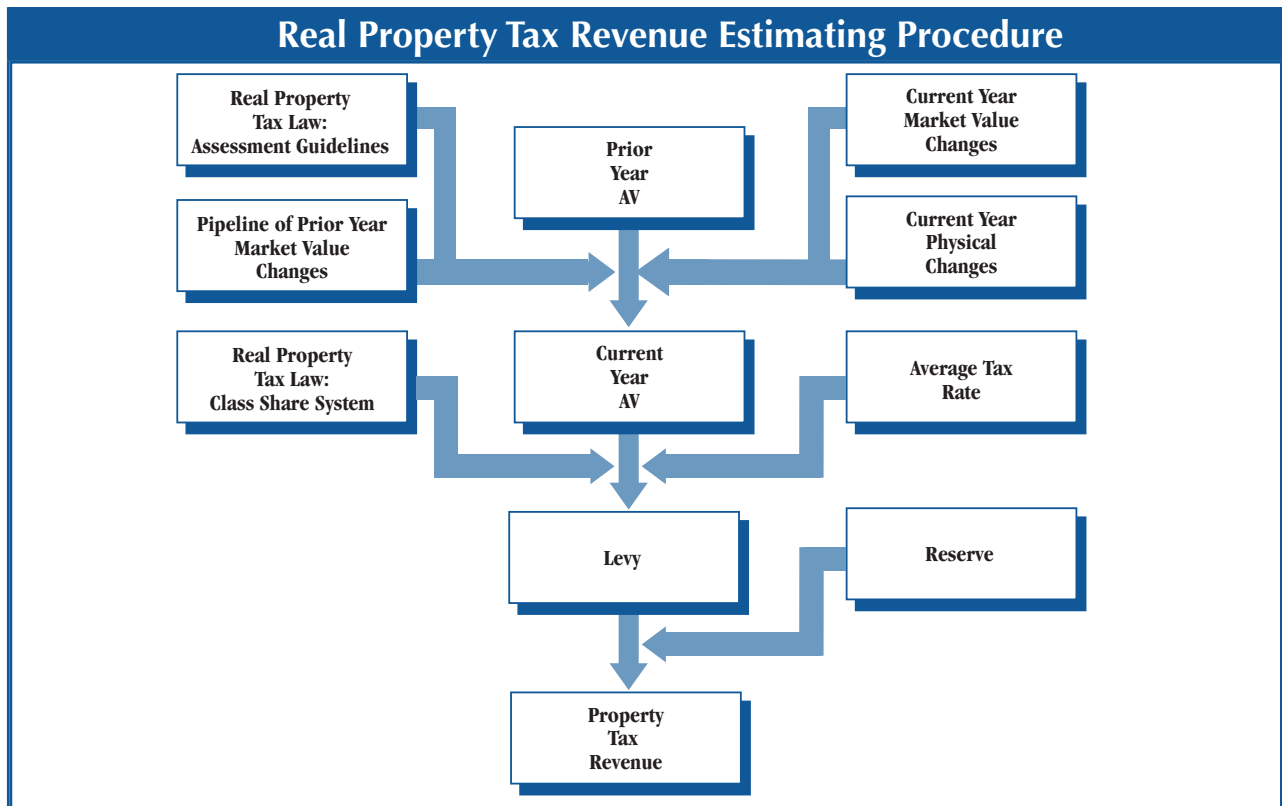 Real Property Tax Revenue Estimating Procedure
Real Property
Tax Law:
Assessment Guidelines
Prior
Year
AV
Current Year
Market Value
Changes
Pipeline of Prior Year
Market Value
Changes
Current Year
Physical
Changes
Real Property
Tax Law:
Class Share System
Current
Year
AV
Average Tax
Rate
Levy
Reserve
Property
Tax
Revenue